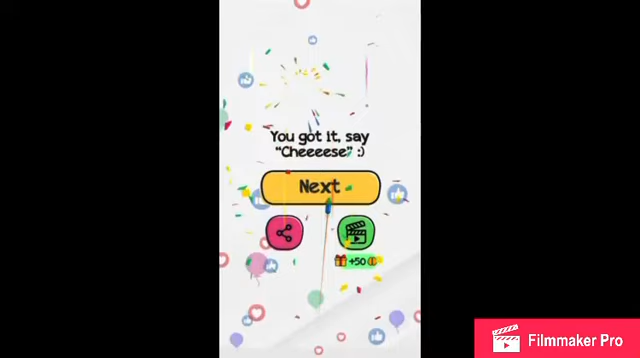 You got it, say
"Cheeeese" :)
Next
+50
Filmmaker Pro